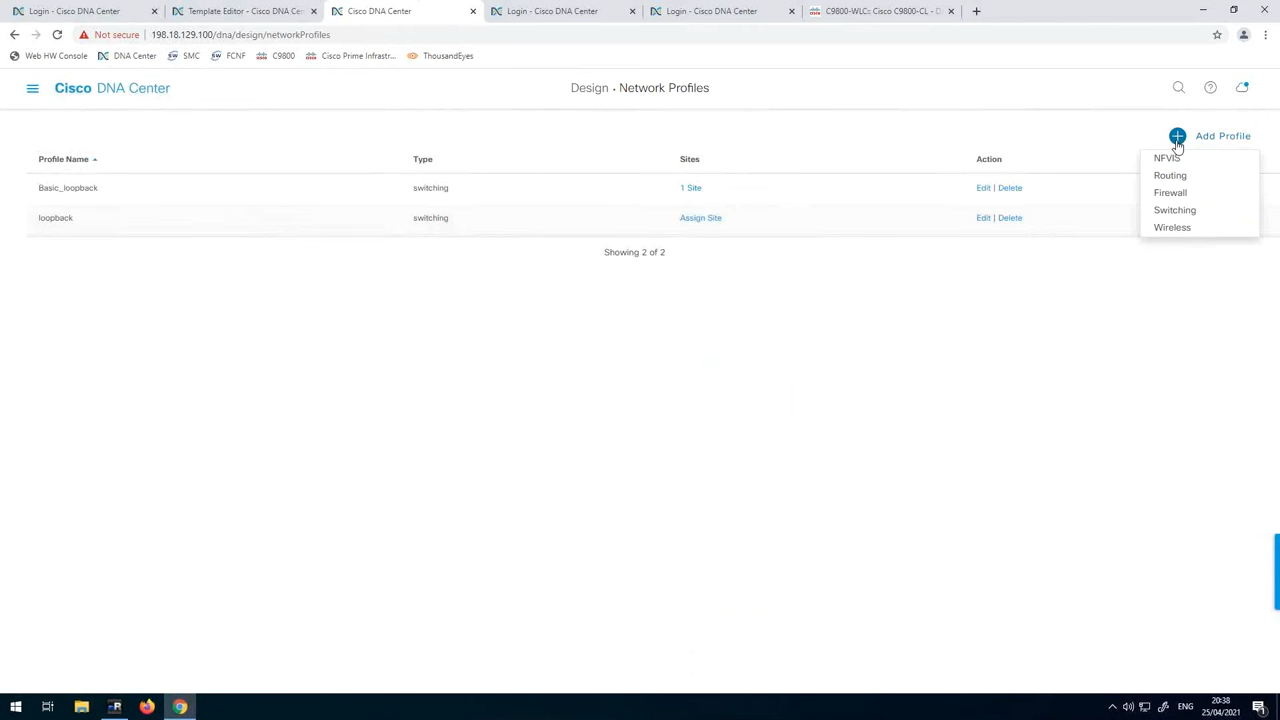 Login - Cisco DNA Center
Template Editor - Cisco DNA Cen
Cisco DNA Center
Login - Cisco DNA Center
Login - Cisco DNA Center
C9800-WLC:: Cisco C9800-CL - D
Not secure | 198.18.129.100/dna/design/networkProfiles
Web HW Console DNA Center SMC FCNF C9800 Cisco Prime Infrastr... ThousandEyes
Cisco DNA Center
Design • Network Profiles
Add Profile
NFVIS
Routing
Firewall
Switching
Wireless
Profile Name Type Sites Action
Basic_loopback switching 1 Site Edit | Delete
loopback switching Assign Site Edit | Delete
Showing 2 of 2
ENG
20:38
25/04/2021
1